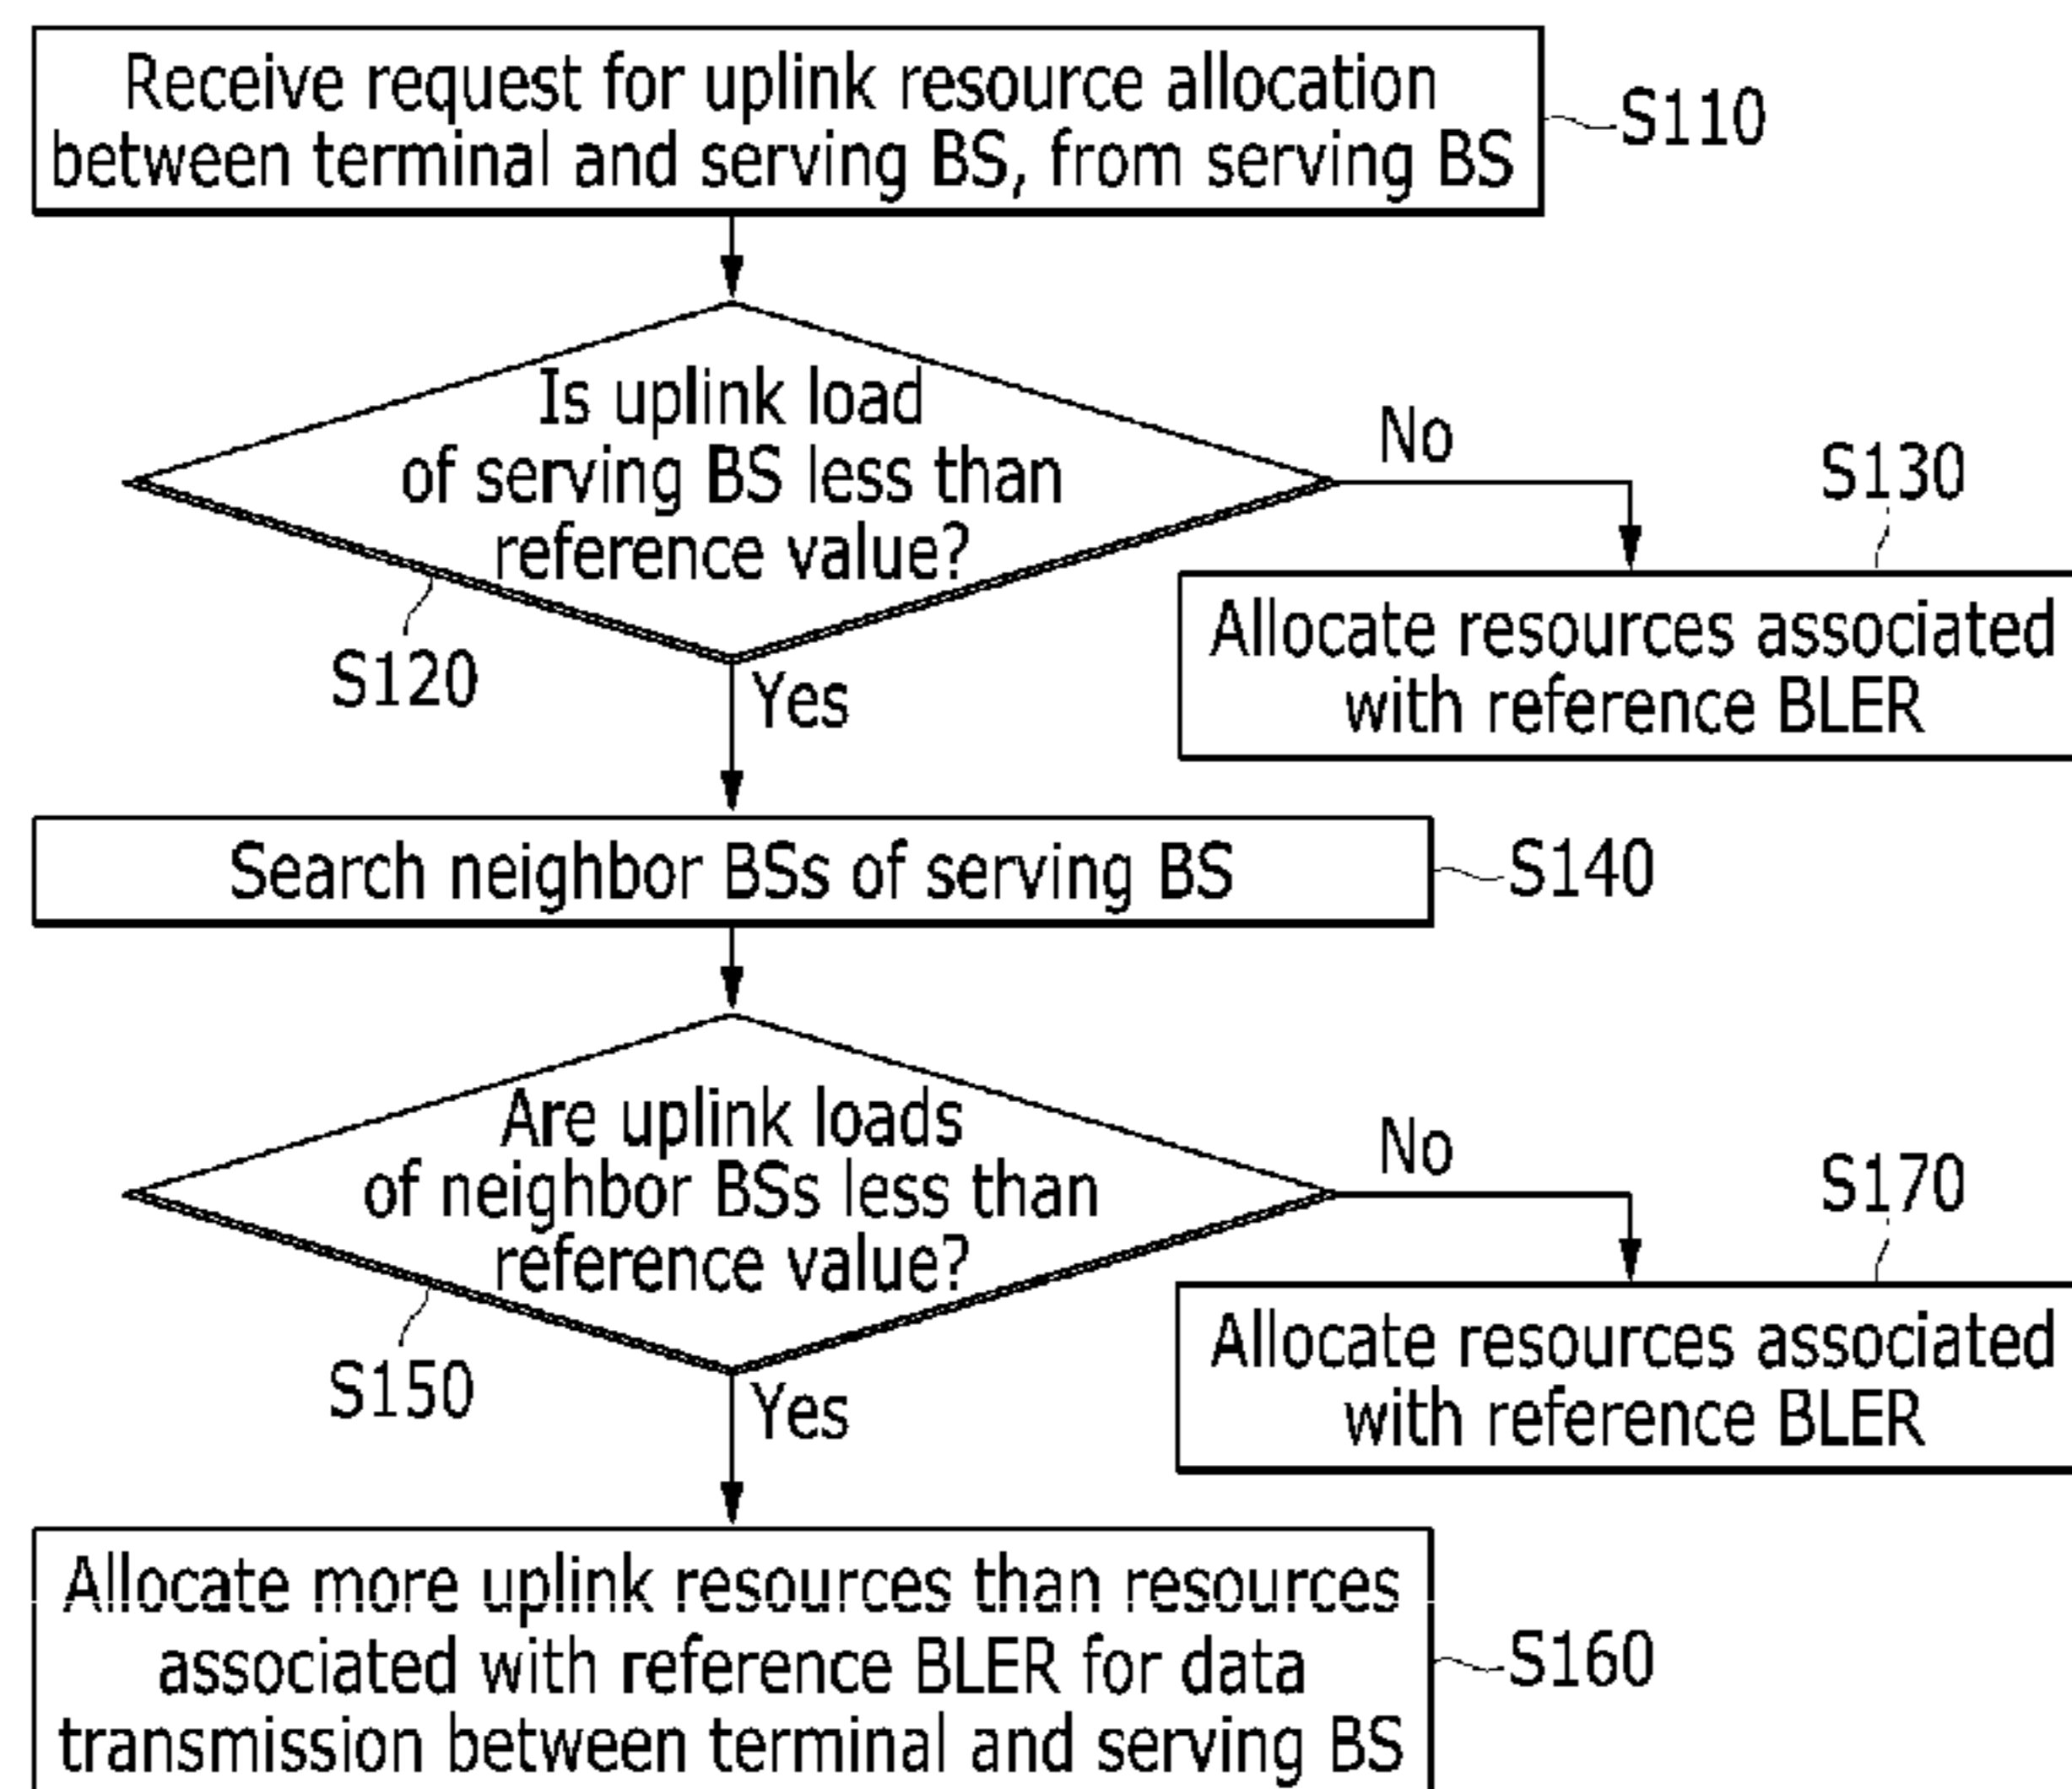 Receive request for uplink resource allocation
between terminal and serving BS, from serving BS
S110
Is uplink load
of serving BS less than
reference value?
No
S130
S120
Yes
Allocate resources associated
with reference BLER
Search neighbor BSs of serving BS
S140
Are uplink loads
of neighbor BSs less than
reference value?
No
S170
S150
Yes
Allocate resources associated
with reference BLER
Allocate more uplink resources than resources
associated with reference BLER for data
transmission between terminal and serving BS
S160